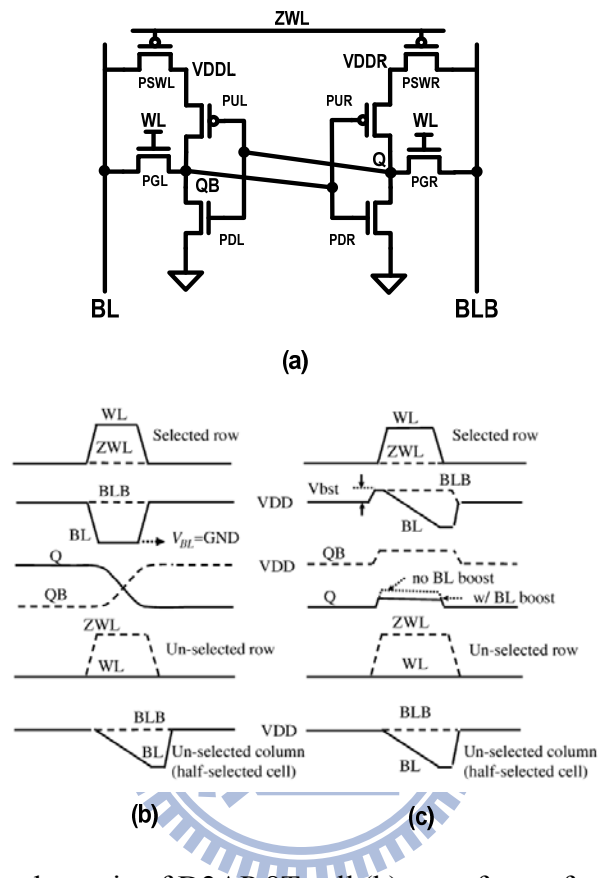 ZWL
VDDL
VDDR
PSWL
PSWR
PUL
PUR
WL
WL
Q
PGL
QB
PGR
PDL
PDR
BL
BLB
(a)
WL
Selected row
ZWL
BLB
BL
V_BL=GND
Q
QB
ZWL
Un-selected row
WL
BLB
BL
Un-selected column
(half-selected cell)
(b)
WL
Selected row
ZWL
VDD
Vbst
BLB
BL
VDD
QB
no BL boost
Q
w/ BL boost
ZWL
Un-selected row
WL
VDD
BLB
BL
Un-selected column
(half-selected cell)
(c)